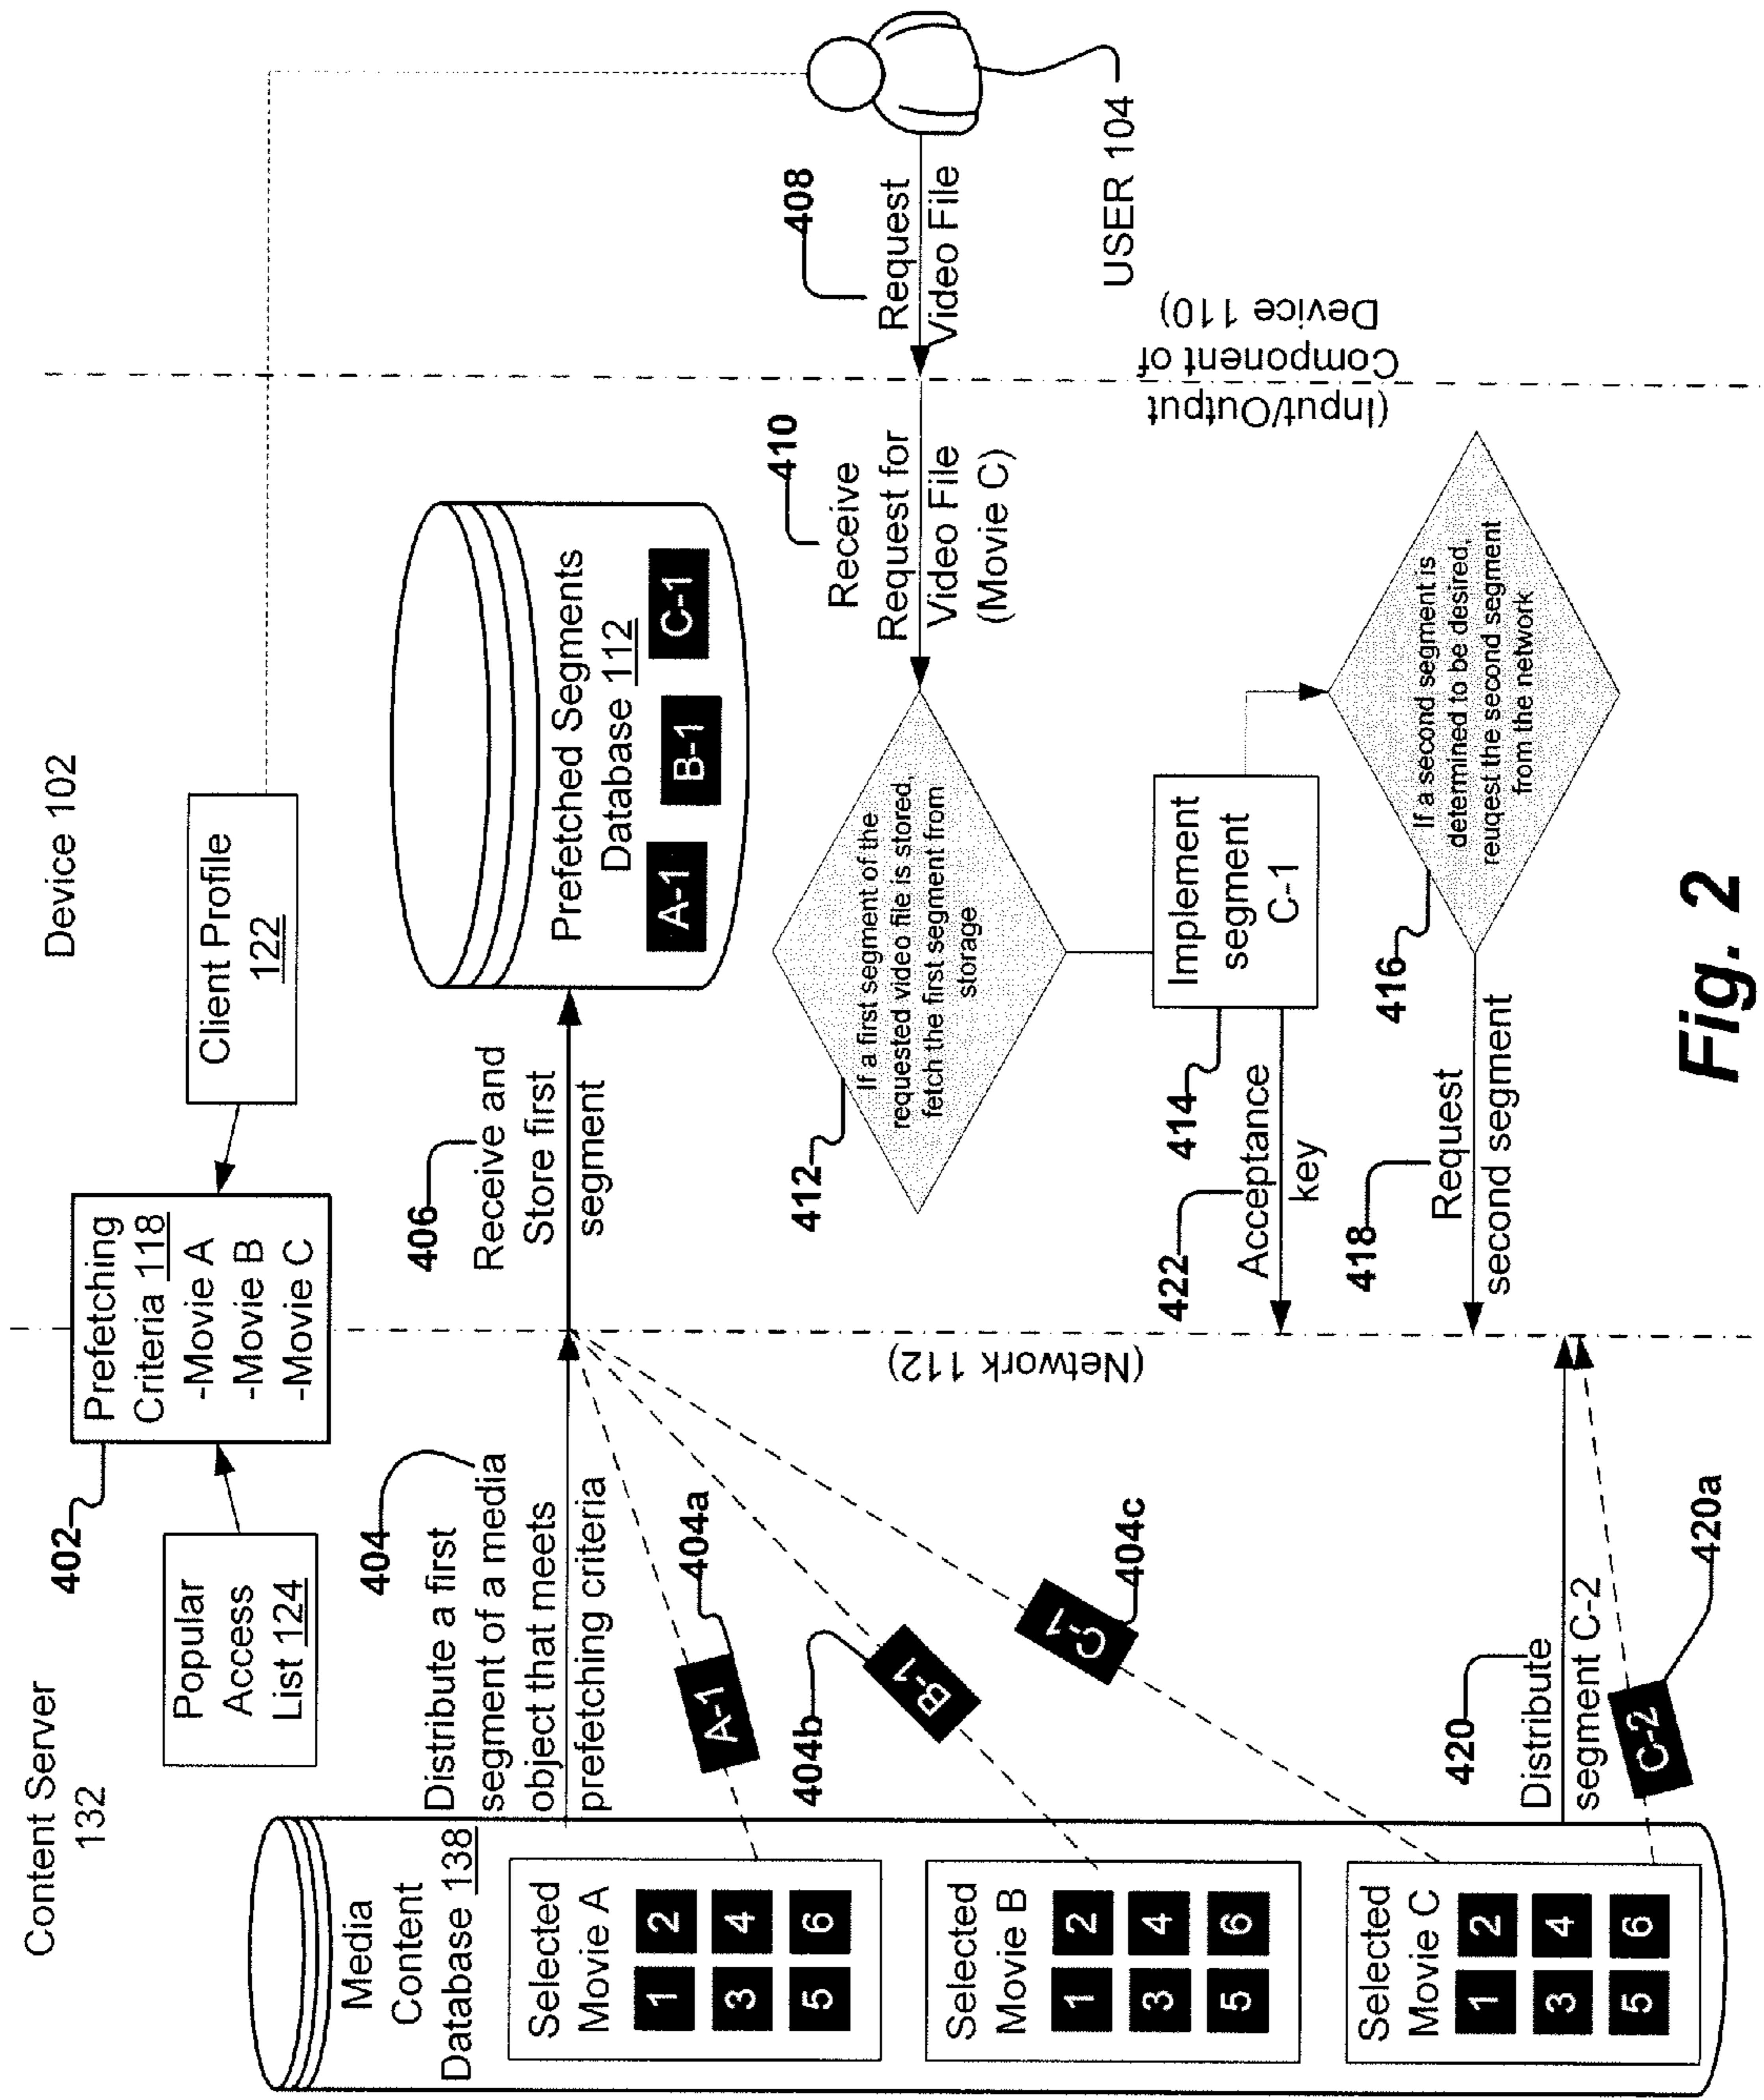 Content Server
132
Device 102
402
Popular
Access
List 124
Prefetching
Criteria 118
-Movie A
-Movie B
-Movie C
Client Profile
122
Media
Content
Database 138
Selected
Movie A
1 2
3 4
5 6
Selected
Movie B
1 2
3 4
5 6
Selected
Movie C
1 2
3 4
5 6
404
Distribute a first
segment of a media
object that meets
prefetching criteria
404a
A-1
404b
B-1
404c
C-1
406
Receive and
Store first
segment
Prefetched Segments
Database 112
A-1 B-1 C-1
(Network 112)
408
Request
Video File
USER 104
(Input/Output
Component of
Device 110)
410
Receive
Request for
Video File
(Movie C)
412
If a first segment of the
requested video file is stored,
fetch the first segment from
storage
414
Implement
segment
C-1
422
Acceptance
key
416
If a second segment is
determined to be desired,
reuqest the second segment
from the network
418
Request
second segment
420
Distribute
segment C-2
C-2
420a
Fig. 2